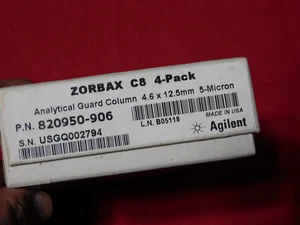 ZORBAX C8 4-Pack
Analytical Guard Column 4.6 x 12.5mm 5-Micron
P.N. 820950-906
L.N. B05118
MADE IN USA
S.N. USGQ002794
Agilent